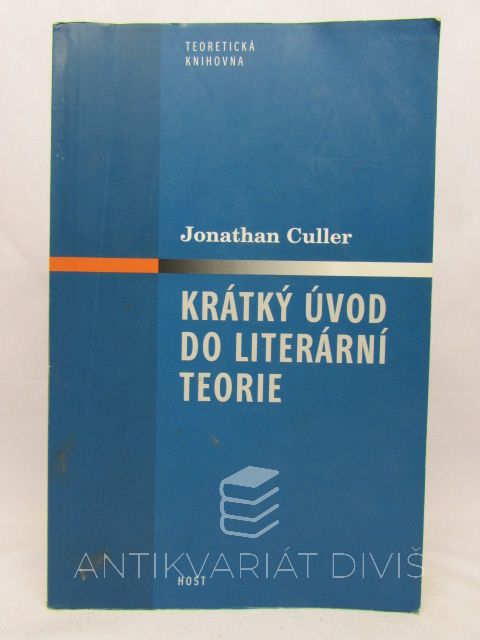 TEORETICKÁ
KNIHOVNA
Jonathan Culler
KRÁTKÝ ÚVOD
DO LITERÁRNÍ
TEORIE
ANTIKVARIÁT DIVIŠ
HOST